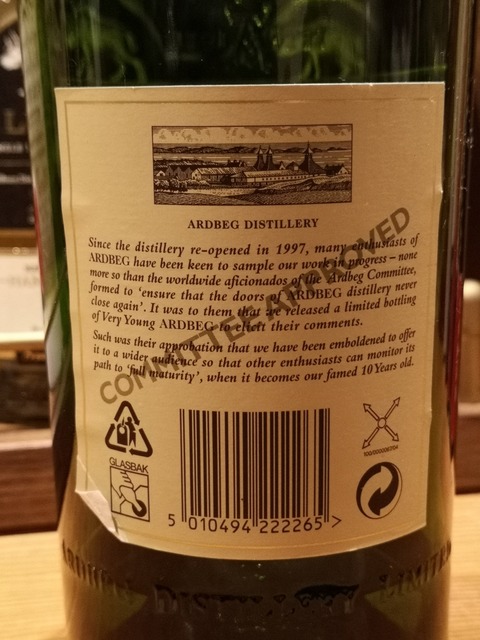 ARDBEG DISTILLERY
Since the distillery re-opened in 1997, many enthusiasts of
ARDBEG have been keen to sample our work in progress – none
more so than the worldwide aficionados of the Ardbeg Committee,
formed to 'ensure that the doors of ARDBEG distillery never
close again'. It was to them that we released a limited bottling
of Very Young ARDBEG to elicit their comments.
Such was their approbation that we have been emboldened to offer
it to a wider audience so that other enthusiasts can monitor its
path to 'full maturity', when it becomes our famed 10 Years old.
COMMITTEE APPROVED
GLASBAK
5 010494 222265 >
ARDBEG DISTILLERY LIMITED